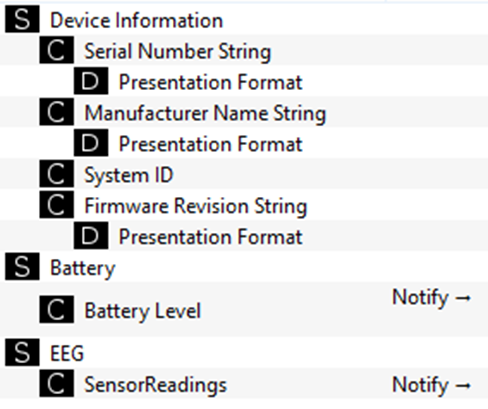 S Device Information
C Serial Number String
D Presentation Format
C Manufacturer Name String
D Presentation Format
C System ID
C Firmware Revision String
D Presentation Format
S Battery
C Battery Level Notify →
S EEG
C SensorReadings Notify →